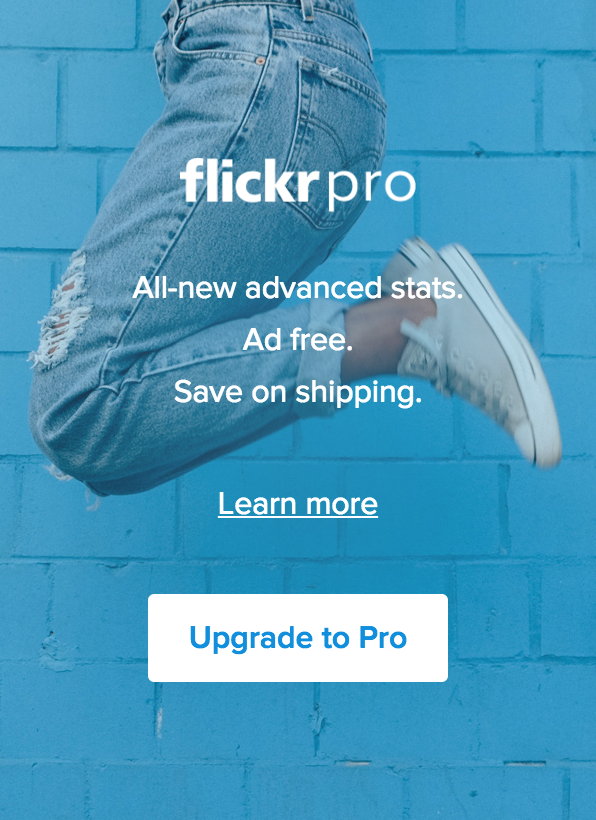 flickr pro
All-new advanced stats.
Ad free.
Save on shipping.
Learn more
Upgrade to Pro